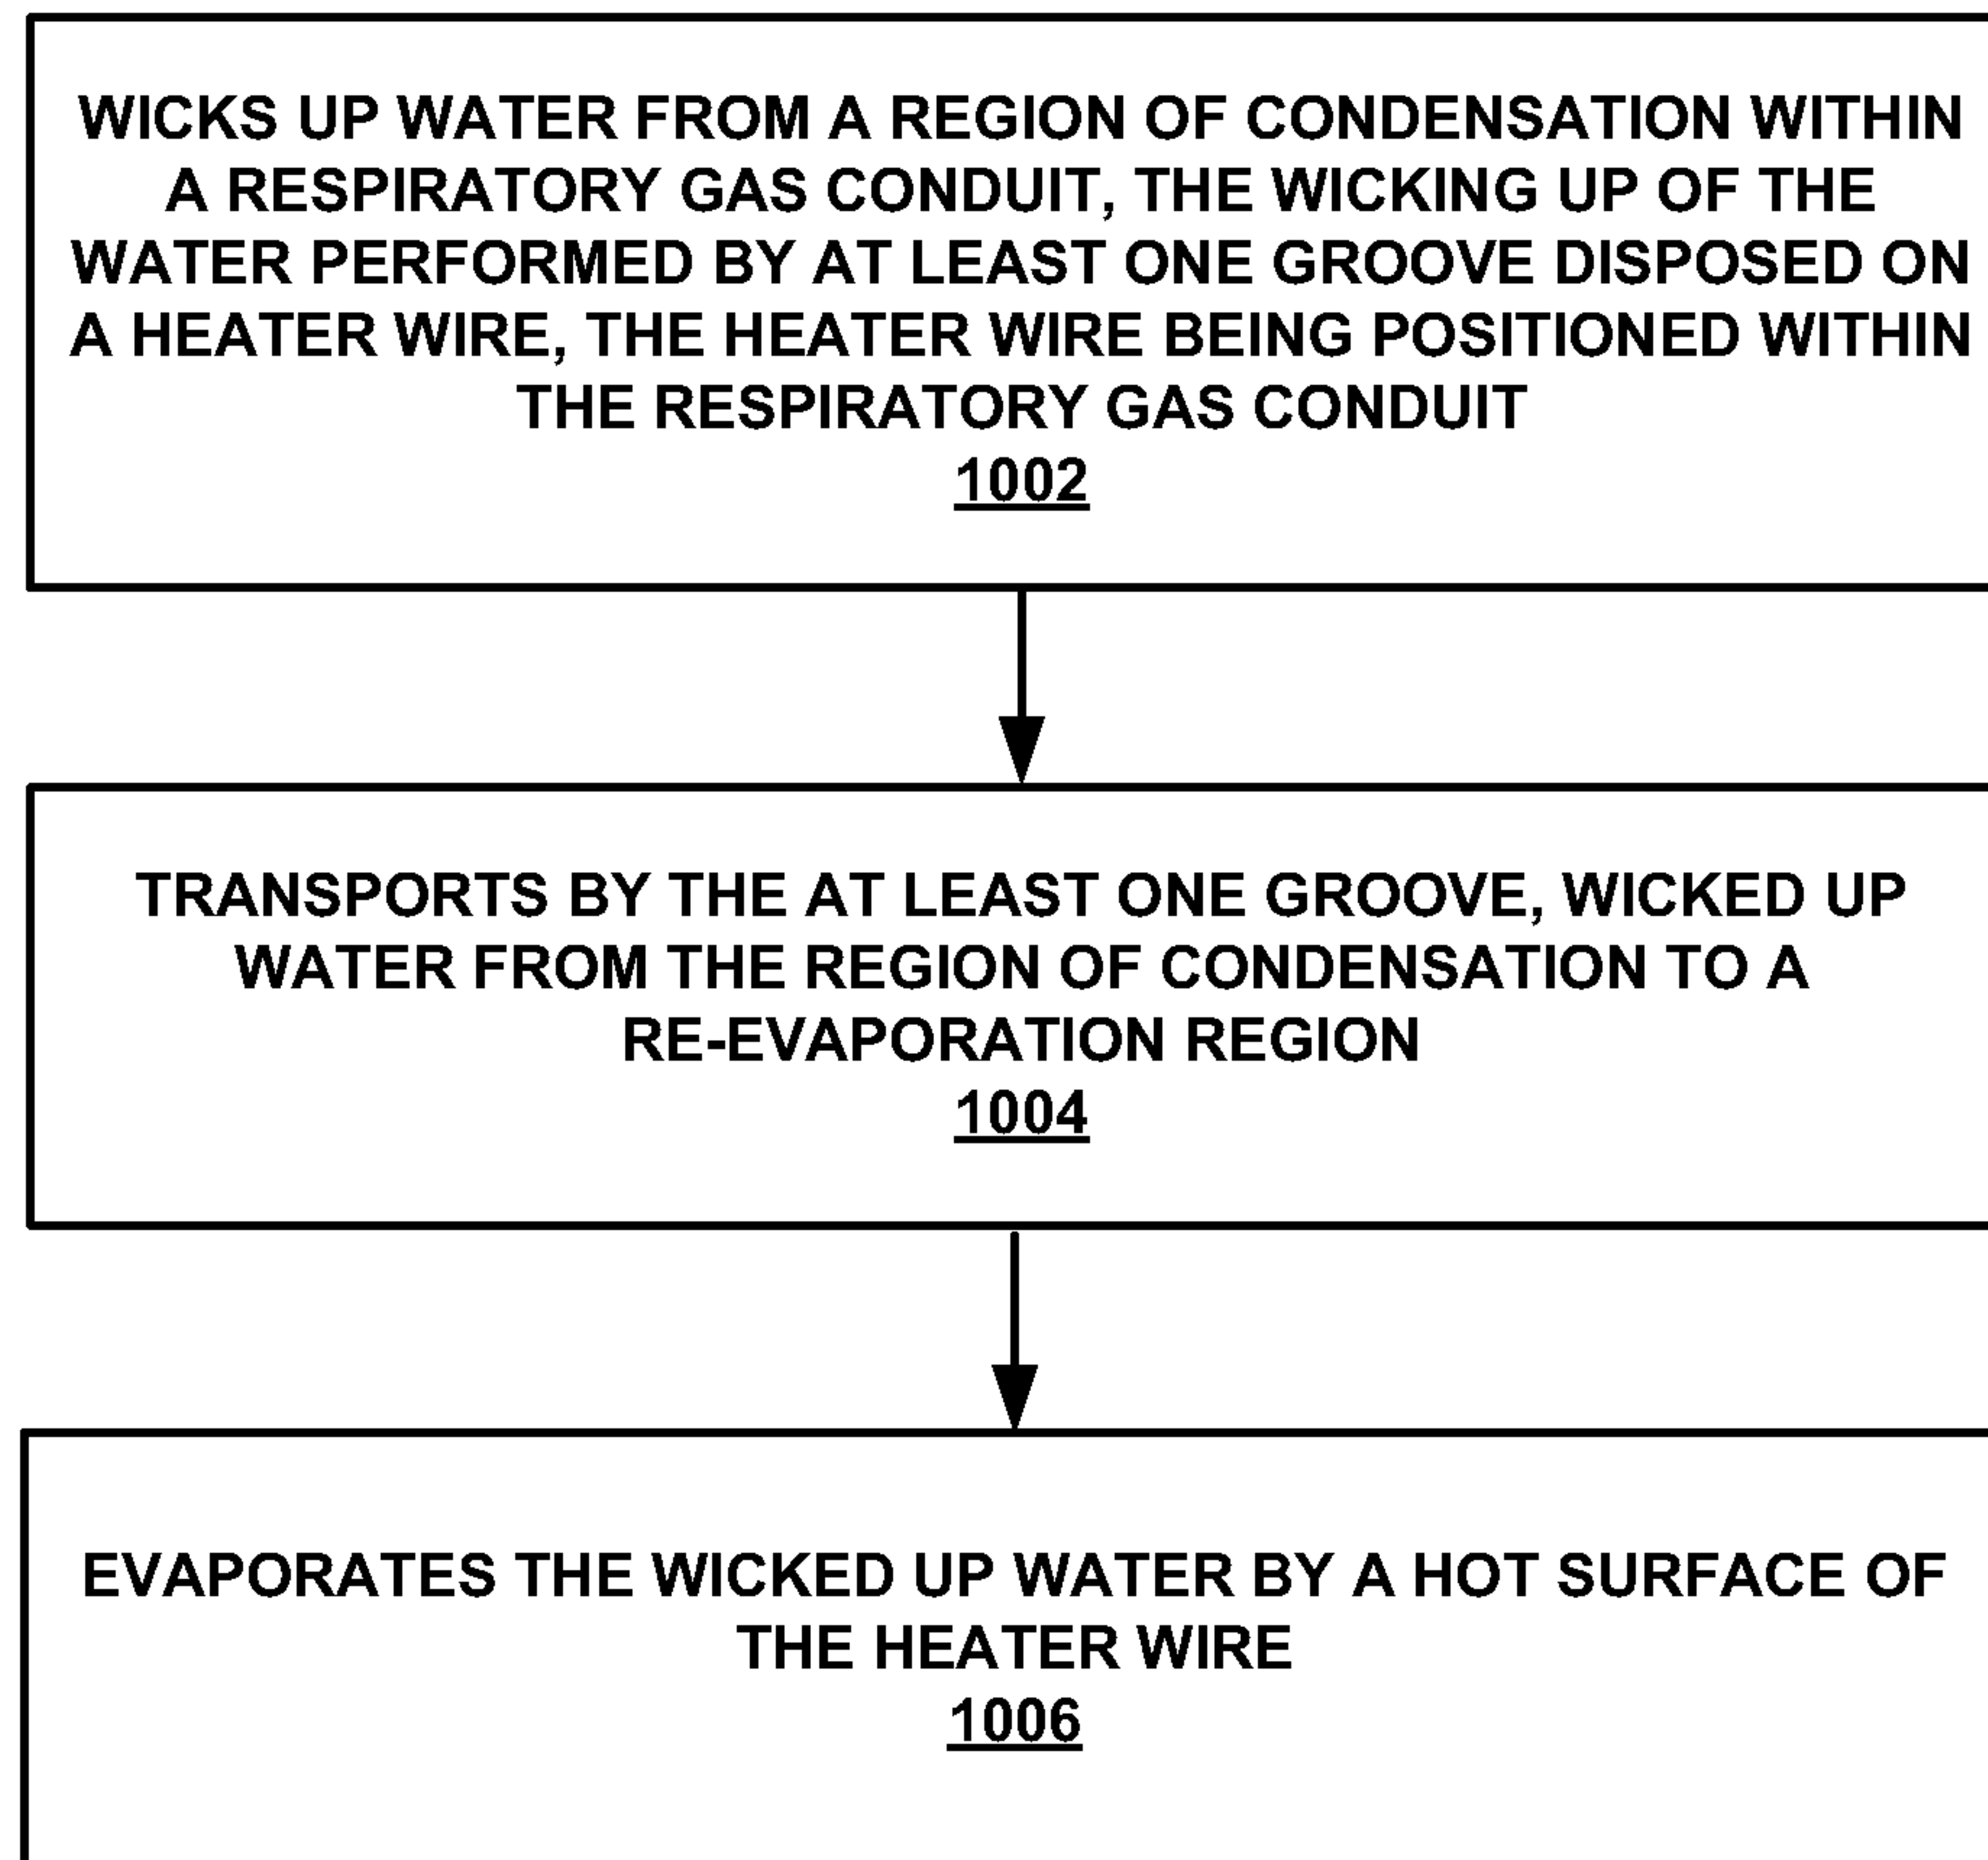 WICKS UP WATER FROM A REGION OF CONDENSATION WITHIN
A RESPIRATORY GAS CONDUIT, THE WICKING UP OF THE
WATER PERFORMED BY AT LEAST ONE GROOVE DISPOSED ON
A HEATER WIRE, THE HEATER WIRE BEING POSITIONED WITHIN
THE RESPIRATORY GAS CONDUIT
1002
TRANSPORTS BY THE AT LEAST ONE GROOVE, WICKED UP
WATER FROM THE REGION OF CONDENSATION TO A
RE-EVAPORATION REGION
1004
EVAPORATES THE WICKED UP WATER BY A HOT SURFACE OF
THE HEATER WIRE
1006